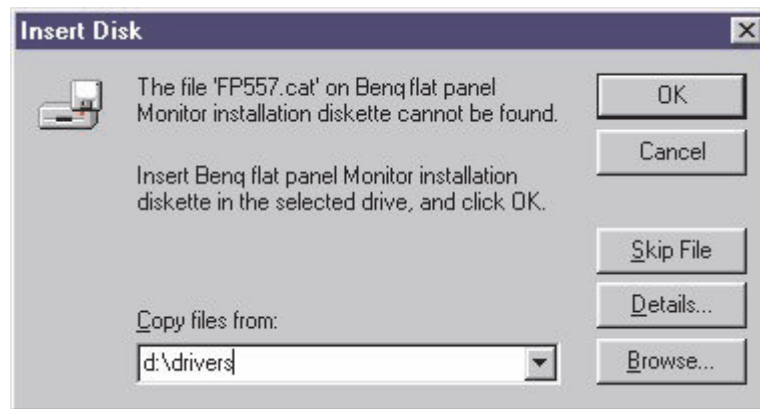 Insert Disk
The file 'FP557.cat' on Benq flat panel
Monitor installation diskette cannot be found.
Insert Benq flat panel Monitor installation
diskette in the selected drive, and click OK.
Copy files from:
d:\drivers
OK
Cancel
Skip File
Details...
Browse...